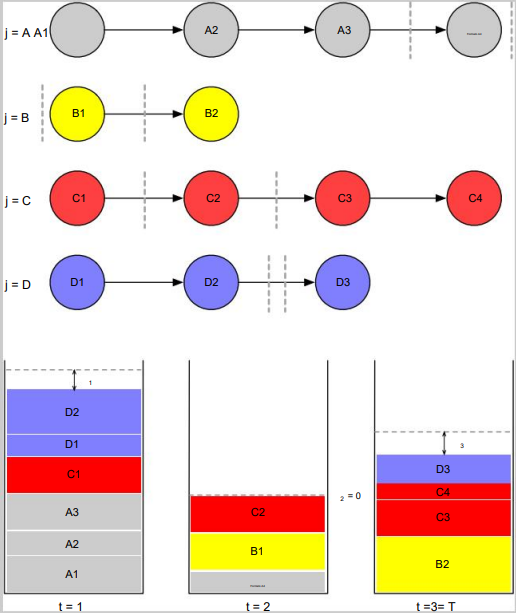 j = A A1 A2 A3
j = B B1 B2
j = C C1 C2 C3 C4
j = D D1 D2 D3
1
D2
D1
C1
A3
A2
A1
C2
B1
2 = 0
3
D3
C4
C3
B2
t = 1 t = 2 t =3= T